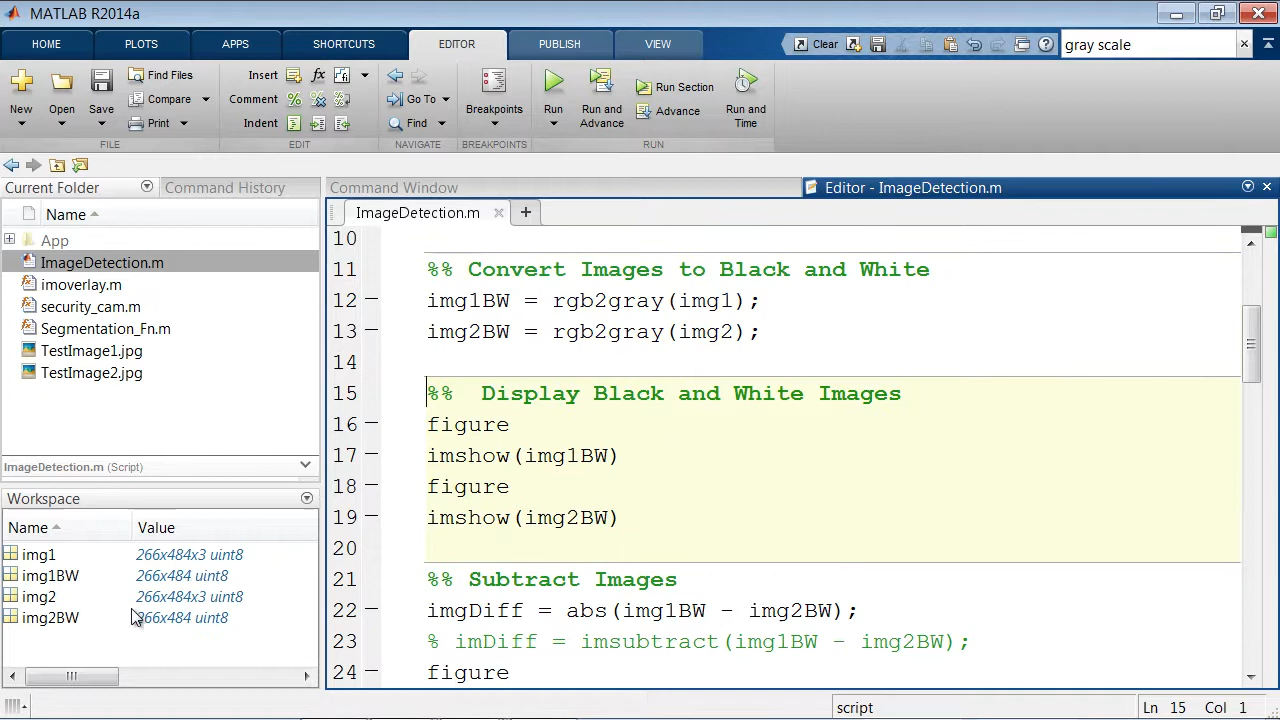 MATLAB R2014a
HOME PLOTS APPS SHORTCUTS EDITOR PUBLISH VIEW Clear gray scale
New Open Save Find Files Compare Print
Insert Comment Indent
Go To Find Breakpoints
Run Run and Advance Run Section Advance Run and Time
FILE EDIT NAVIGATE BREAKPOINTS RUN
Current Folder Command History Command Window Editor - ImageDetection.m
ImageDetection.m
Name
App
ImageDetection.m
imoverlay.m
security_cam.m
Segmentation_Fn.m
TestImage1.jpg
TestImage2.jpg
ImageDetection.m (Script)
Workspace
Name Value
img1 266x484x3 uint8
img1BW 266x484 uint8
img2 266x484x3 uint8
img2BW 266x484 uint8
10
11 %% Convert Images to Black and White
12 img1BW = rgb2gray(img1);
13 img2BW = rgb2gray(img2);
14
15 %% Display Black and White Images
16 figure
17 imshow(img1BW)
18 figure
19 imshow(img2BW)
20
21 %% Subtract Images
22 imgDiff = abs(img1BW - img2BW);
23 % imDiff = imsubtract(img1BW - img2BW);
24 figure
script Ln 15 Col 1